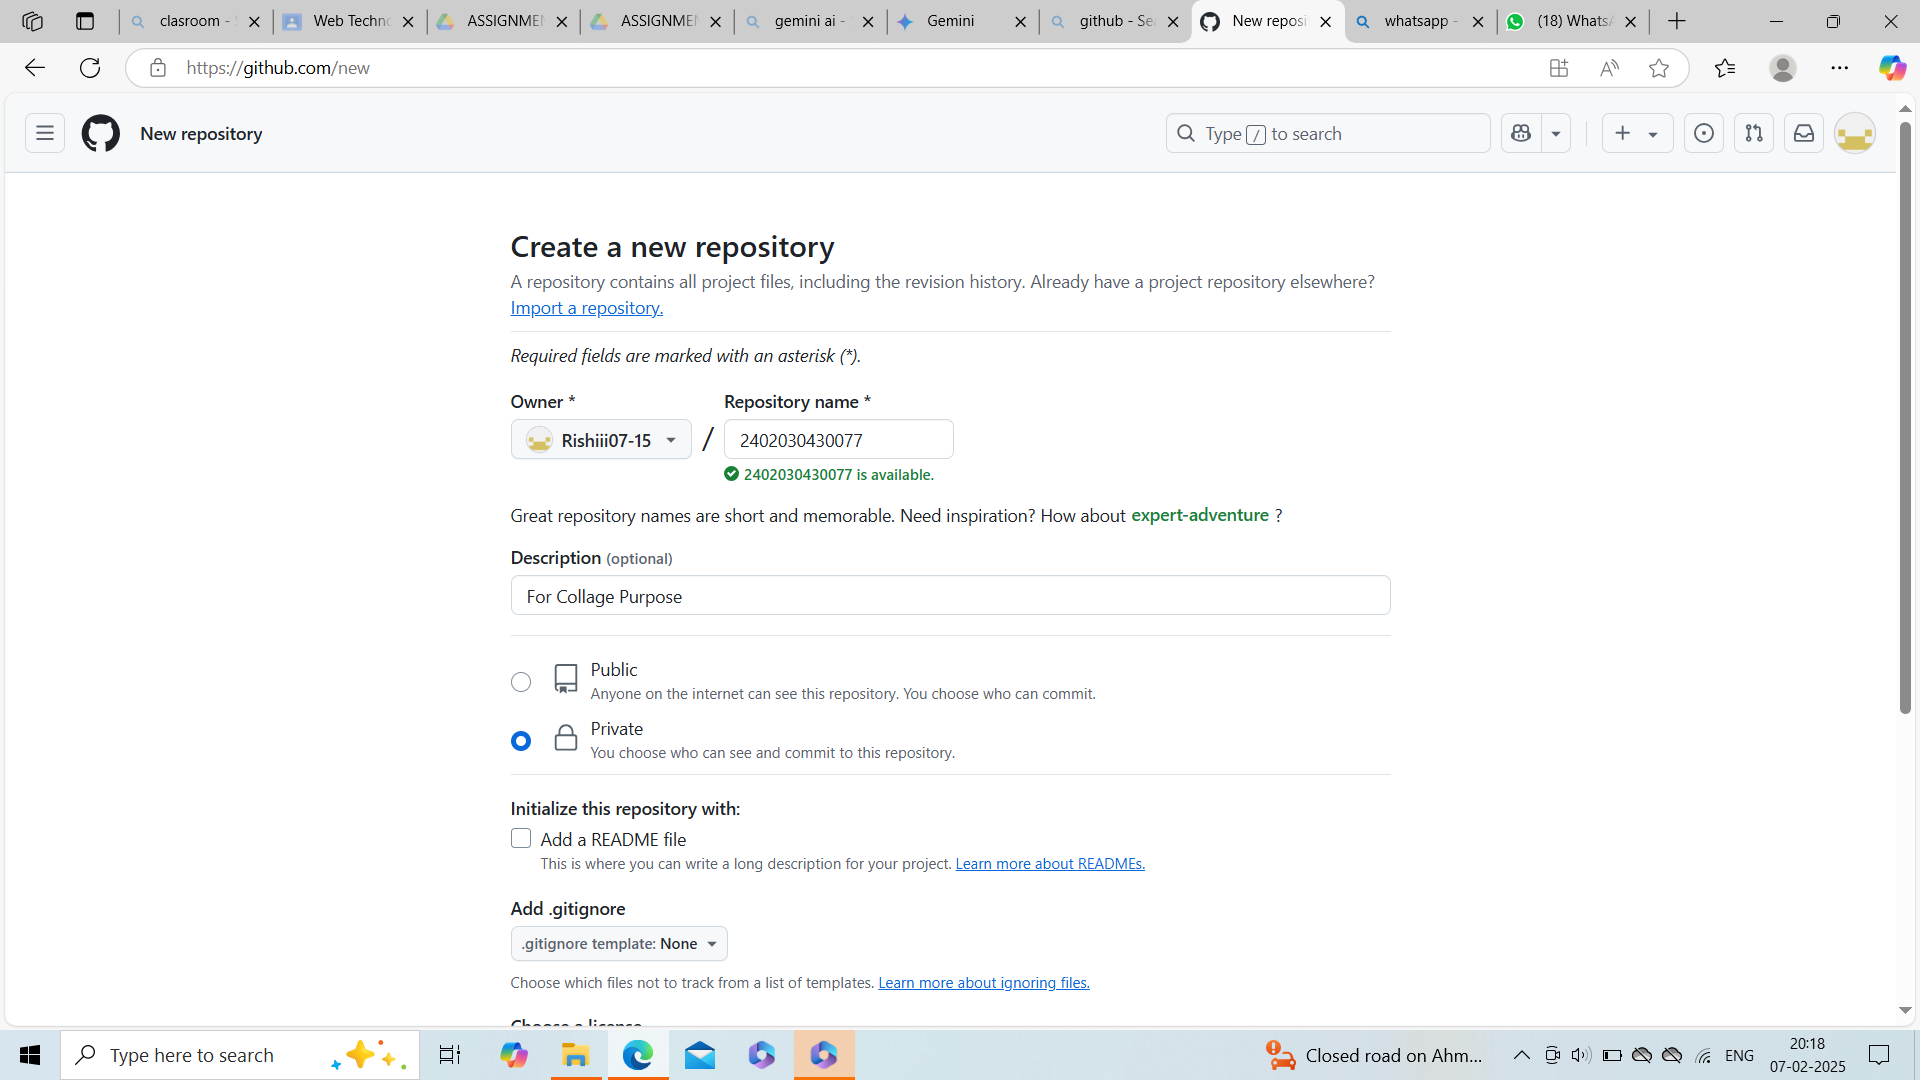 clasroom -
Web Techno
ASSIGNMEN
ASSIGNMEN
gemini ai -
Gemini
github - Sea
New reposi
whatsapp -
(18) WhatsA
https://github.com/new
New repository
Type / to search
Create a new repository
A repository contains all project files, including the revision history. Already have a project repository elsewhere?
Import a repository.
Required fields are marked with an asterisk (*).
Owner *
Repository name *
Rishiii07-15
/
2402030430077
2402030430077 is available.
Great repository names are short and memorable. Need inspiration? How about expert-adventure ?
Description (optional)
For Collage Purpose
Public
Anyone on the internet can see this repository. You choose who can commit.
Private
You choose who can see and commit to this repository.
Initialize this repository with:
Add a README file
This is where you can write a long description for your project. Learn more about READMEs.
Add .gitignore
.gitignore template: None
Choose which files not to track from a list of templates. Learn more about ignoring files.
Choose a license
Type here to search
Closed road on Ahm...
ENG
20:18
07-02-2025